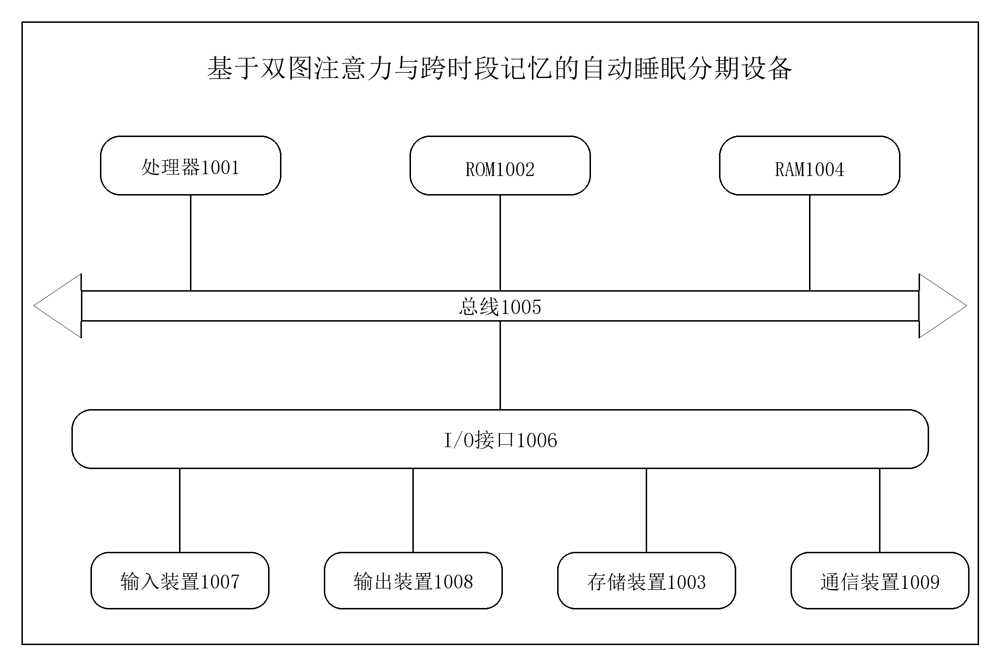 基于双图注意力与跨时段记忆的自动睡眠分期设备
处理器1001
ROM1002
RAM1004
总线1005
I/O接口1006
输入装置1007
输出装置1008
存储装置1003
通信装置1009